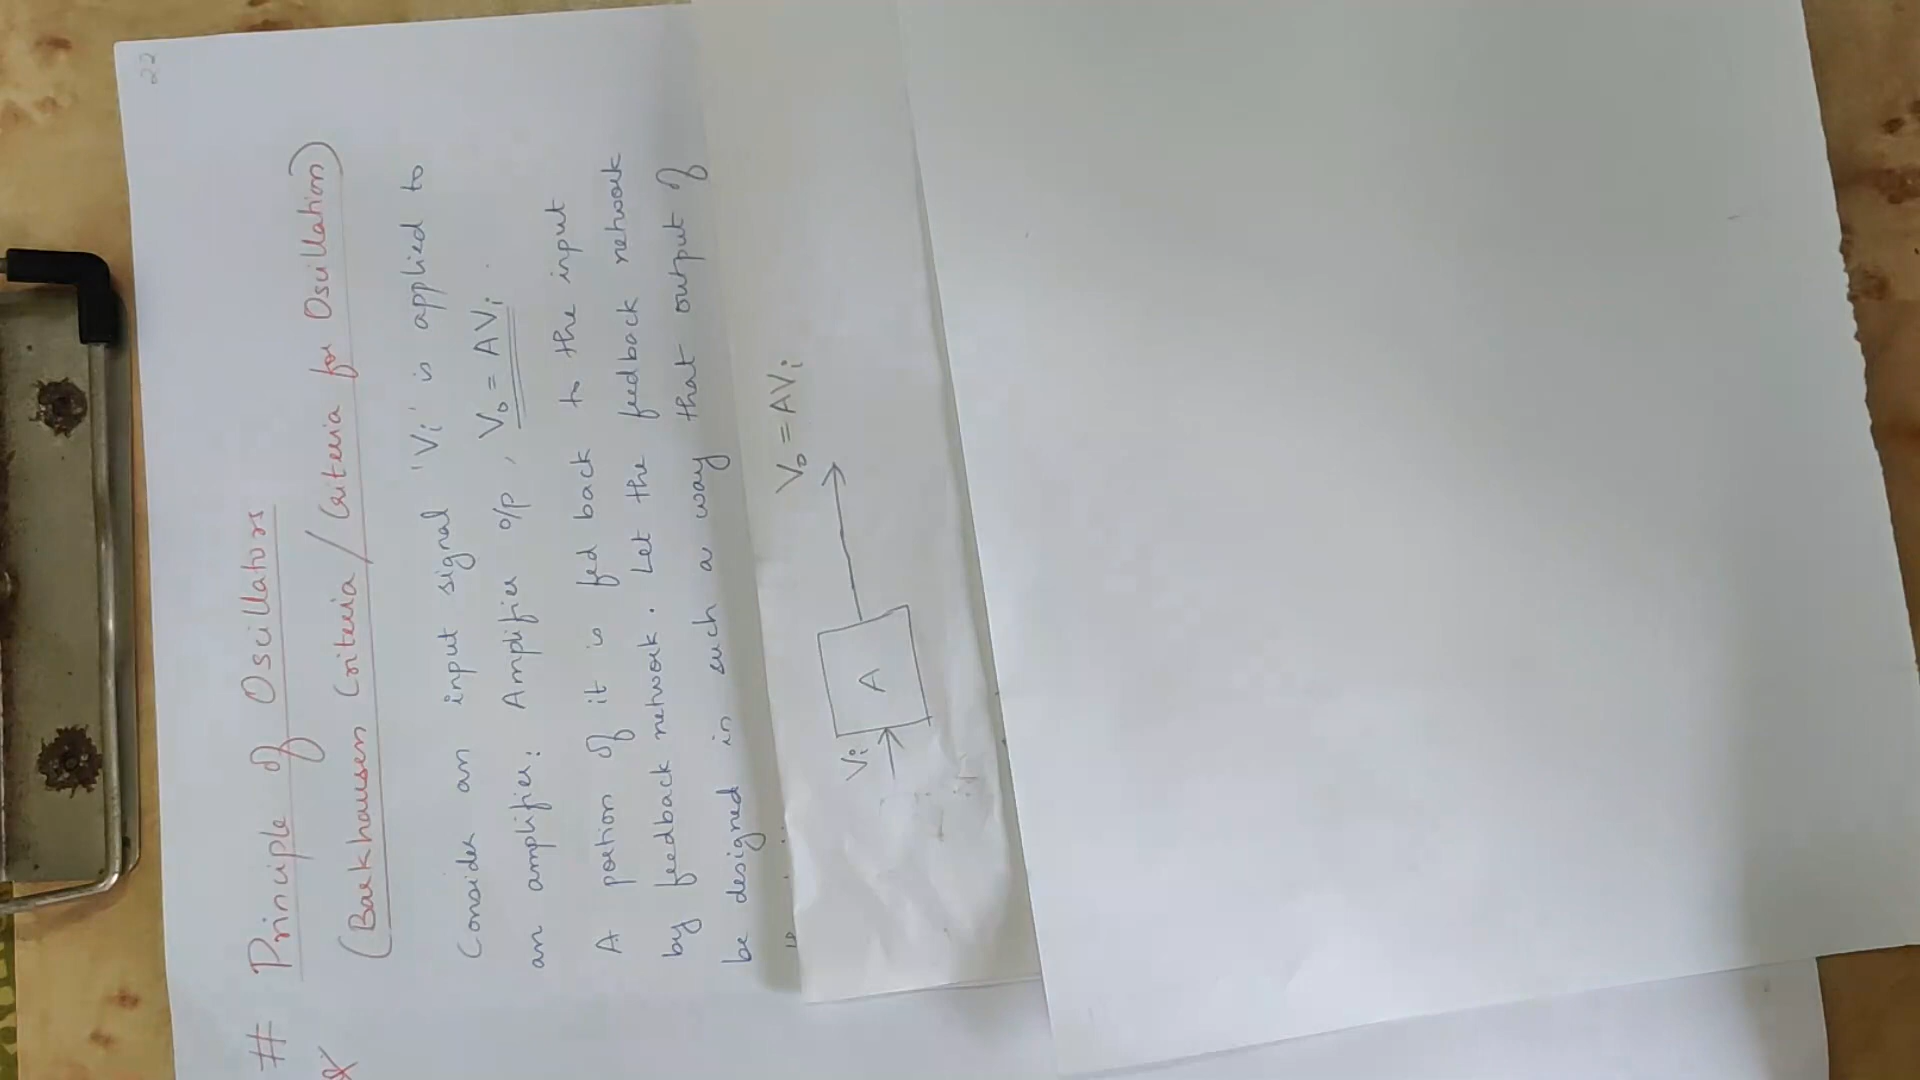 22
# Principle of Oscillators
(Barkhausen Criteria / Criteria for Oscillation)
Consider an input signal 'Vi' is applied to
an amplifier: Amplifier o/p, Vo = AVi.
A portion of it is fed back to the input
by feedback network. Let the feedback network
be designed in such a way that output of
Vo = AVi
Vi
A